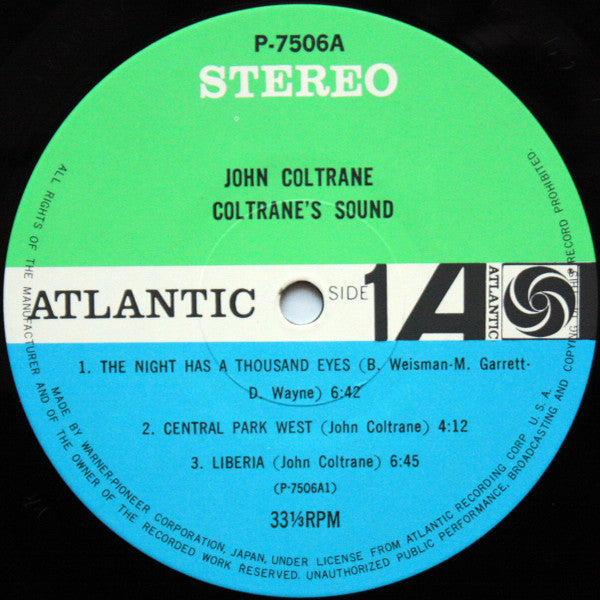 P-7506A
STEREO
JOHN COLTRANE
COLTRANE'S SOUND
ATLANTIC
SIDE 1
A
ATLANTIC
1. THE NIGHT HAS A THOUSAND EYES (B. Weisman-M. Garrett-
D. Wayne) 6:42
2. CENTRAL PARK WEST (John Coltrane) 4:12
3. LIBERIA (John Coltrane) 6:45
(P-7506A1)
33⅓RPM
MADE BY WARNER-PIONEER CORPORATION, JAPAN, UNDER LICENSE FROM ATLANTIC RECORDING CORP. U.S.A.
ALL RIGHTS OF THE MANUFACTURER AND OF THE OWNER OF THE RECORDED WORK RESERVED. UNAUTHORIZED PUBLIC PERFORMANCE, BROADCASTING AND COPYING OF THIS RECORD PROHIBITED.